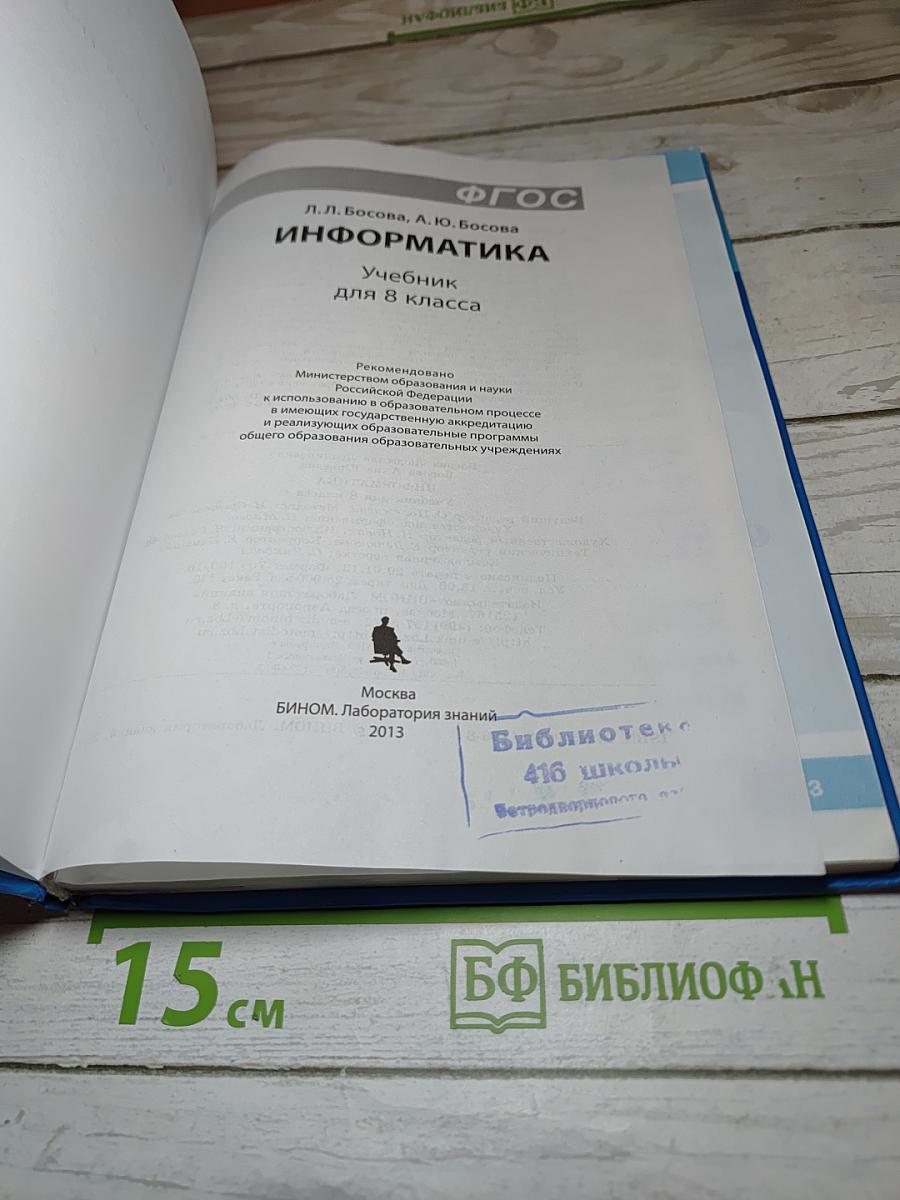 ФГОС
Л. Л. Босова, А. Ю. Босова
ИНФОРМАТИКА
Учебник
для 8 класса
Рекомендовано
Министерством образования и науки
Российской Федерации
к использованию в образовательном процессе
в имеющих государственную аккредитацию
и реализующих образовательные программы
общего образования образовательных учреждениях
Москва
БИНОМ. Лаборатория знаний
2013
Библиотека
416 школы
3
15 см
БФ БИБЛИОФАН